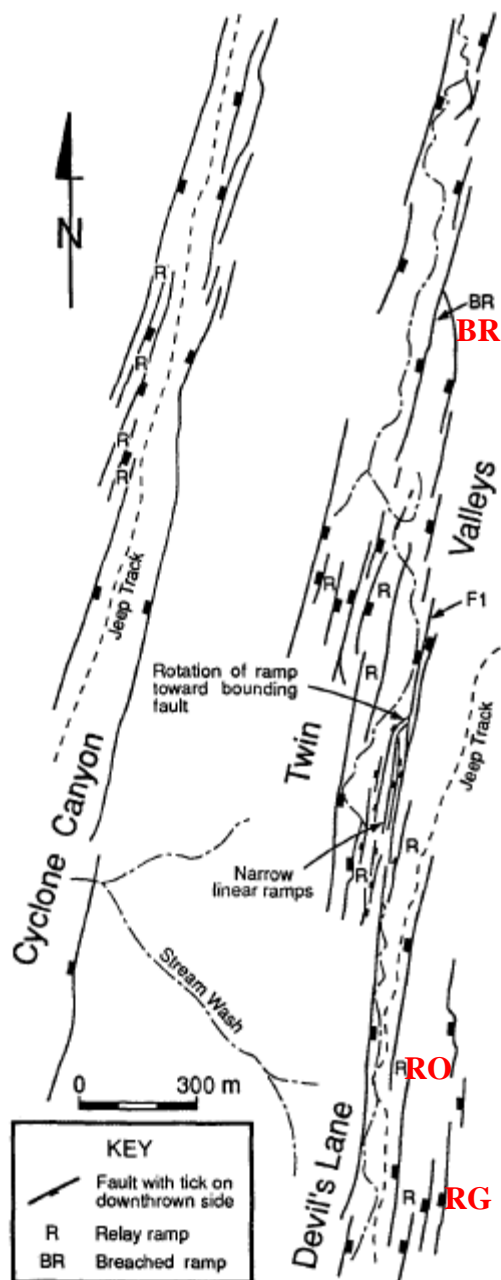 N
R
BR
BR
R
R
R
Valleys
R
R
F1
Jeep Track
R
Rotation of ramp
toward bounding
fault
Twin
Jeep Track
Cyclone Canyon
R
Narrow
linear ramps
R
Stream Wash
R
RO
0 300 m
Devil's Lane
KEY
Fault with tick on
downthrown side
R Relay ramp
BR Breached ramp
R
RG